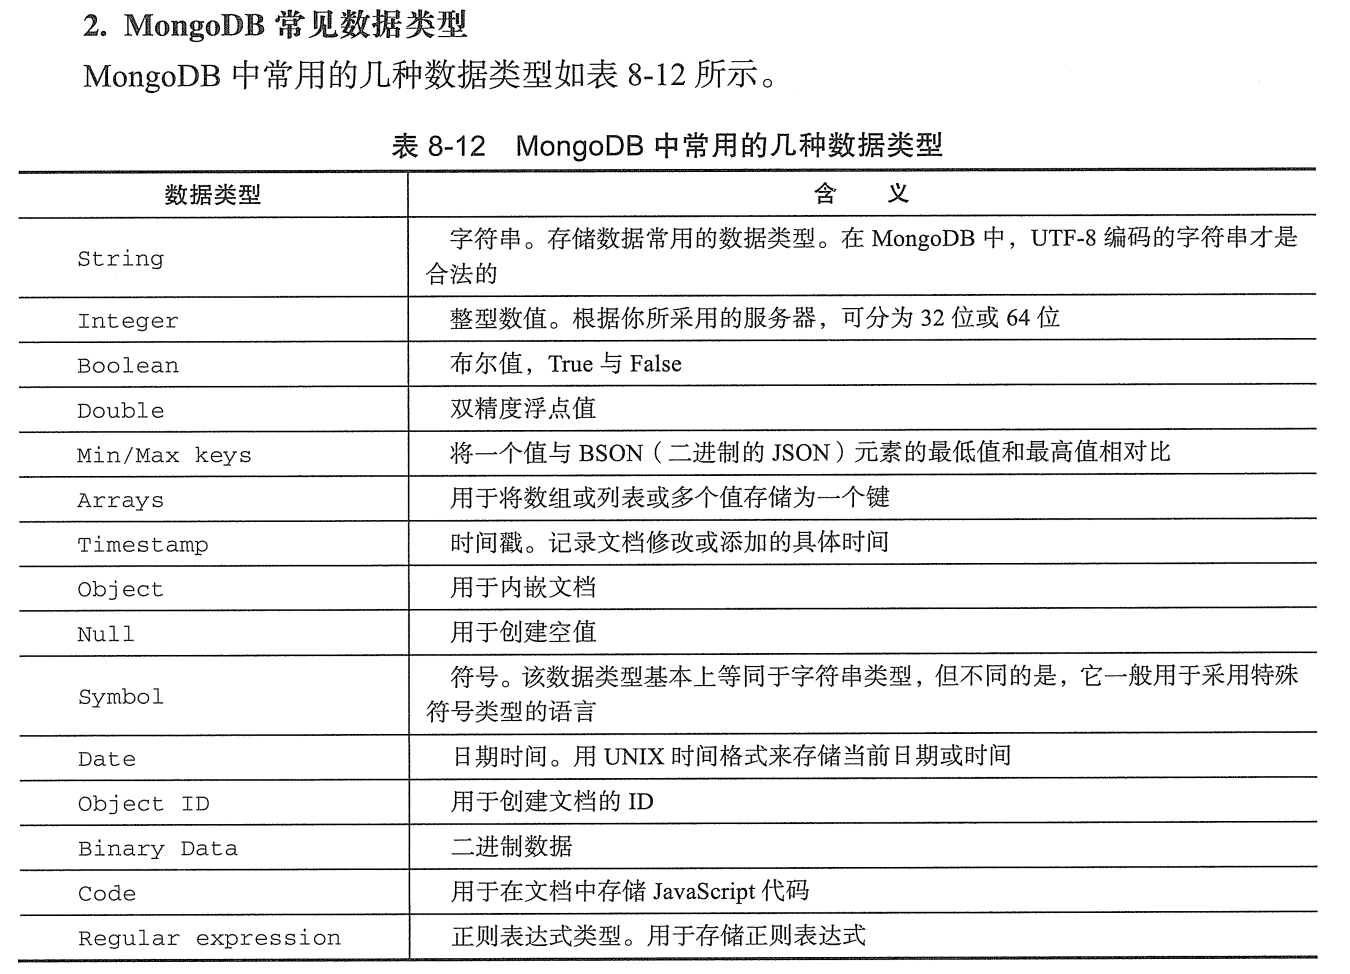 2. MongoDB 常见数据类型
MongoDB 中常用的几种数据类型如表 8-12 所示。
表 8-12 MongoDB 中常用的几种数据类型
数据类型 含 义
String 字符串。存储数据常用的数据类型。在 MongoDB 中，UTF-8 编码的字符串才是
合法的
Integer 整型数值。根据你所采用的服务器，可分为 32 位或 64 位
Boolean 布尔值，True 与 False
Double 双精度浮点值
Min/Max keys 将一个值与 BSON（二进制的 JSON）元素的最低值和最高值相对比
Arrays 用于将数组或列表或多个值存储为一个键
Timestamp 时间戳。记录文档修改或添加的具体时间
Object 用于内嵌文档
Null 用于创建空值
Symbol 符号。该数据类型基本上等同于字符串类型，但不同的是，它一般用于采用特殊
符号类型的语言
Date 日期时间。用 UNIX 时间格式来存储当前日期或时间
Object ID 用于创建文档的 ID
Binary Data 二进制数据
Code 用于在文档中存储 JavaScript 代码
Regular expression 正则表达式类型。用于存储正则表达式